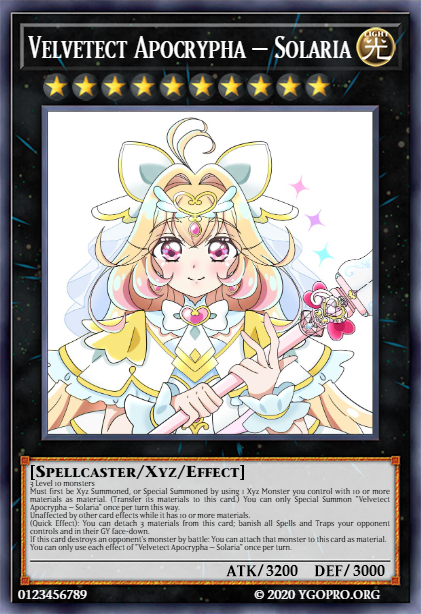 VELVETECT APOCRYPHA – SOLARIA
LIGHT
光
[SPELLCASTER/XYZ/EFFECT]
3 Level 10 monsters
Must first be Xyz Summoned, or Special Summoned by using 1 Xyz Monster you control with 10 or more
materials as material. (Transfer its materials to this card.) You can only Special Summon "Velvetect
Apocrypha – Solaria" once per turn this way.
Unaffected by other card effects while it has 10 or more materials.
(Quick Effect): You can detach 3 materials from this card; banish all Spells and Traps your opponent
controls and in their GY face-down.
If this card destroys an opponent's monster by battle: You can attach that monster to this card as material.
You can only use each effect of "Velvetect Apocrypha – Solaria" once per turn.
ATK/3200 DEF/3000
0123456789 © 2020 YGOPRO.ORG